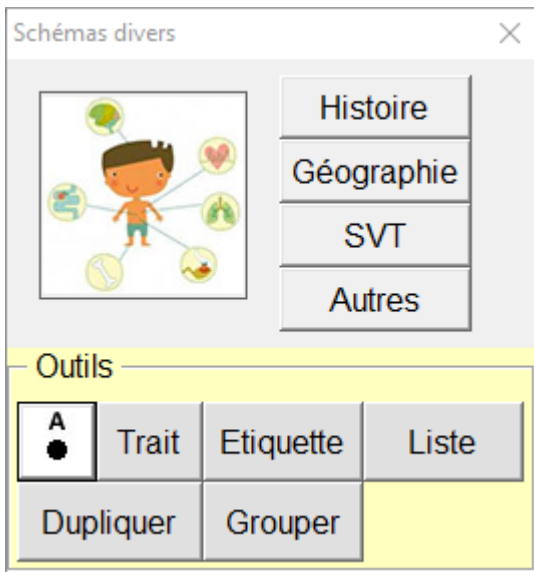 Schémas divers
Histoire
Géographie
SVT
Autres
Outils
A
Trait
Etiquette
Liste
Dupliquer
Grouper